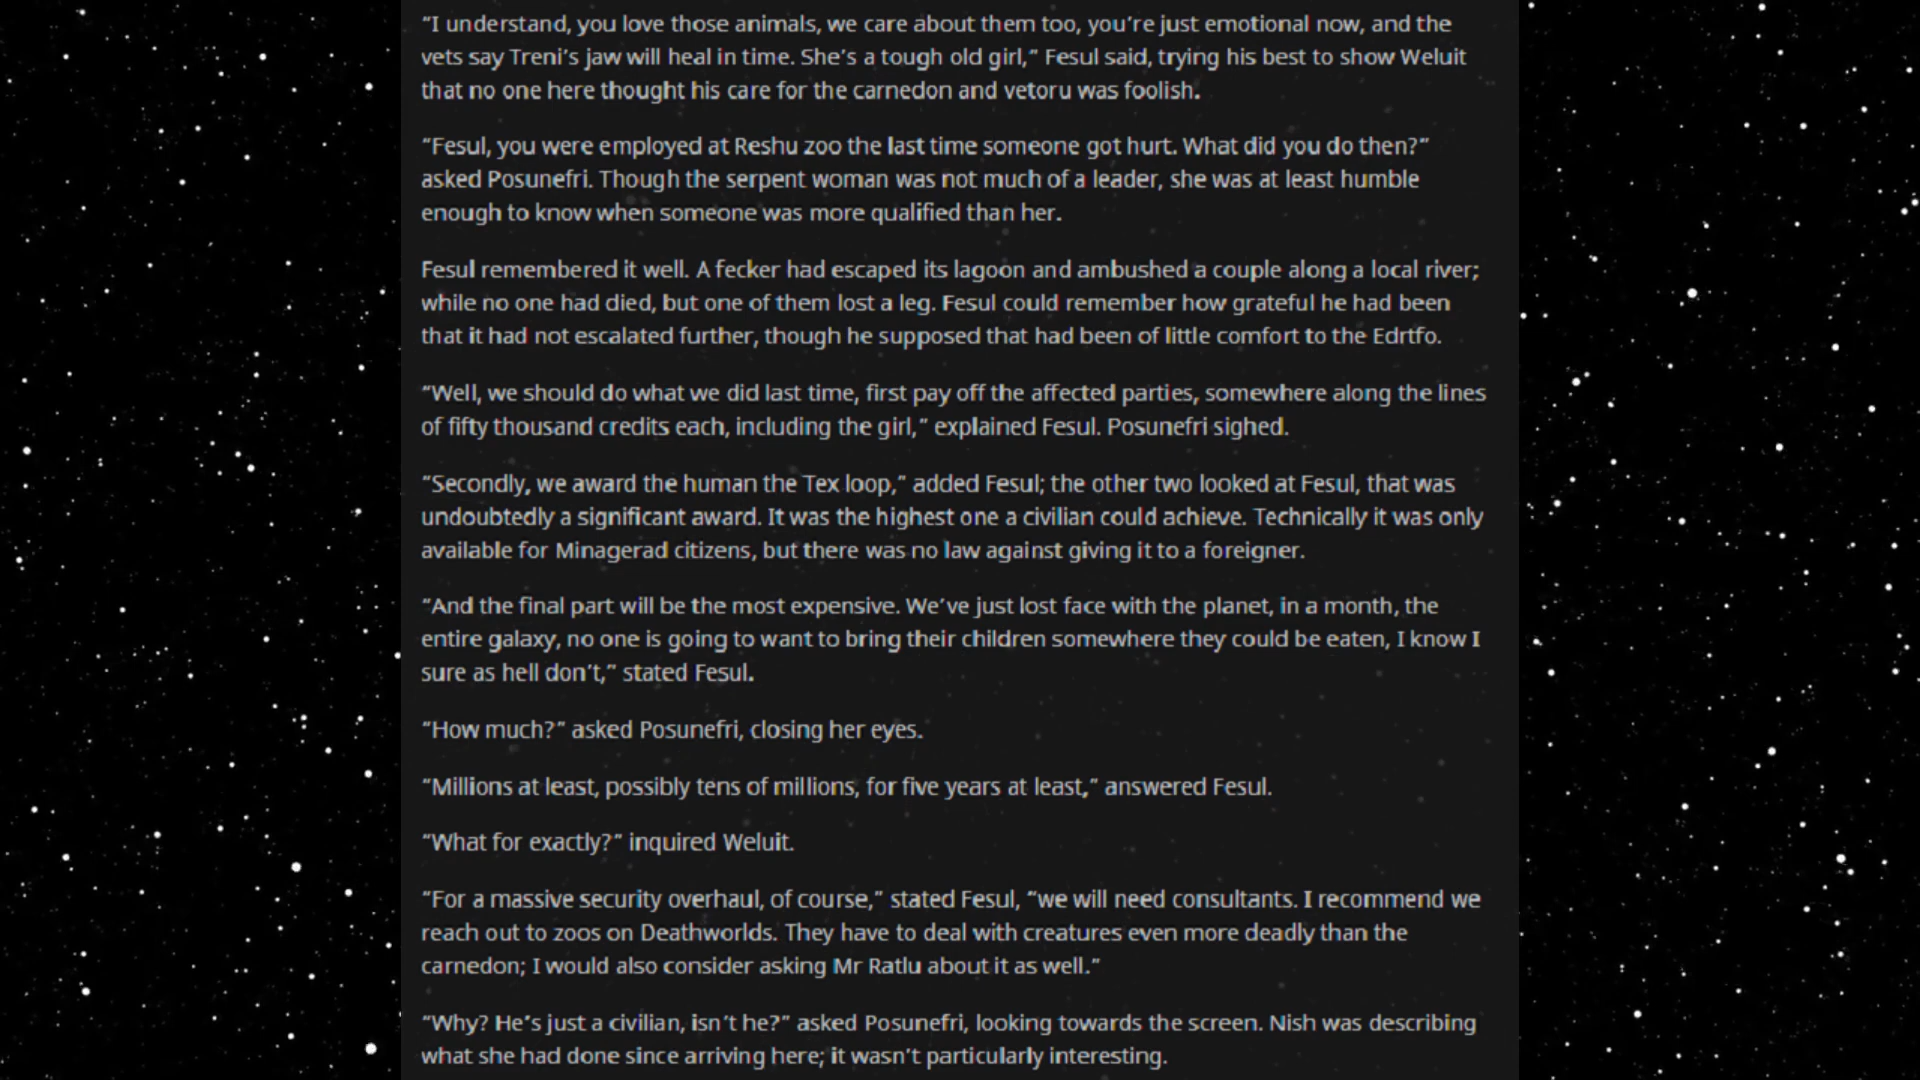 “I understand, you love those animals, we care about them too, you’re just emotional now, and the
vets say Treni’s jaw will heal in time. She’s a tough old girl,” Fesul said, trying his best to show Weluit
that no one here thought his care for the carnedon and vetoru was foolish.
“Fesul, you were employed at Reshu zoo the last time someone got hurt. What did you do then?”
asked Posunefri. Though the serpent woman was not much of a leader, she was at least humble
enough to know when someone was more qualified than her.
Fesul remembered it well. A fecker had escaped its lagoon and ambushed a couple along a local river;
while no one had died, but one of them lost a leg. Fesul could remember how grateful he had been
that it had not escalated further, though he supposed that had been of little comfort to the Edrtfo.
“Well, we should do what we did last time, first pay off the affected parties, somewhere along the lines
of fifty thousand credits each, including the girl,” explained Fesul. Posunefri sighed.
“Secondly, we award the human the Tex loop,” added Fesul; the other two looked at Fesul, that was
undoubtedly a significant award. It was the highest one a civilian could achieve. Technically it was only
available for Minagerad citizens, but there was no law against giving it to a foreigner.
“And the final part will be the most expensive. We’ve just lost face with the planet, in a month, the
entire galaxy, no one is going to want to bring their children somewhere they could be eaten, I know I
sure as hell don’t,” stated Fesul.
“How much?” asked Posunefri, closing her eyes.
“Millions at least, possibly tens of millions, for five years at least,” answered Fesul.
“What for exactly?” inquired Weluit.
“For a massive security overhaul, of course,” stated Fesul, “we will need consultants. I recommend we
reach out to zoos on Deathworlds. They have to deal with creatures even more deadly than the
carnedon; I would also consider asking Mr Ratlu about it as well.”
“Why? He’s just a civilian, isn’t he?” asked Posunefri, looking towards the screen. Nish was describing
what she had done since arriving here; it wasn’t particularly interesting.